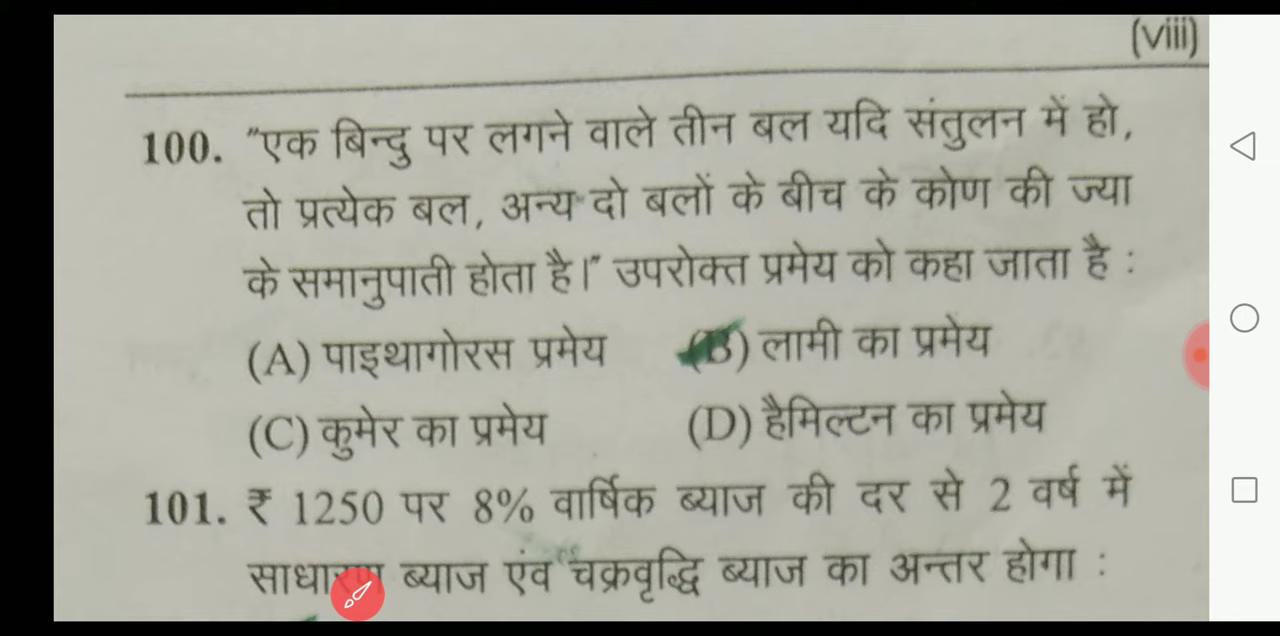 (viii)
100. "एक बिन्दु पर लगने वाले तीन बल यदि संतुलन में हो,
तो प्रत्येक बल, अन्य दो बलों के बीच के कोण की ज्या
के समानुपाती होता है।" उपरोक्त प्रमेय को कहा जाता है :
(A) पाइथागोरस प्रमेय (B) लामी का प्रमेय
(C) कुमेर का प्रमेय (D) हैमिल्टन का प्रमेय
101. ₹ 1250 पर 8% वार्षिक ब्याज की दर से 2 वर्ष में
ब्याज एंव चक्रवृद्धि ब्याज का अन्तर होगा :